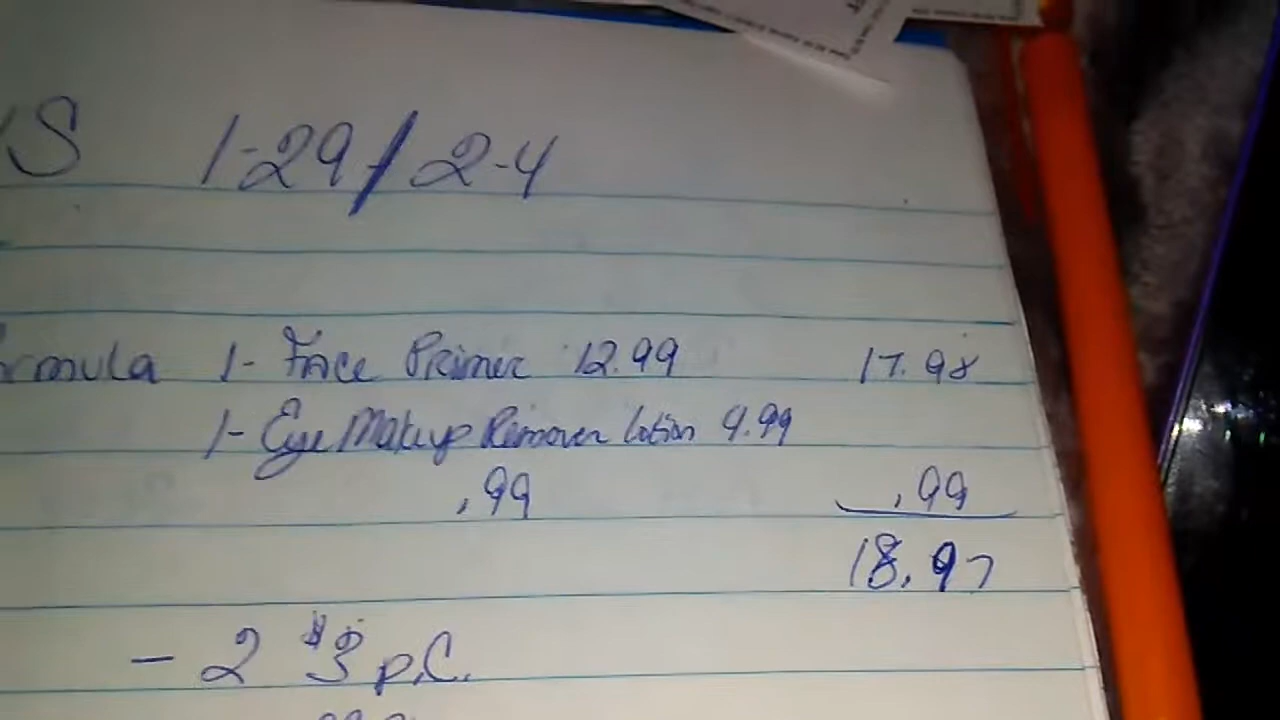 S 1-29 / 2-4
rmula 1- Face Primer 12.99 17.98
1- Eye Makeup Remover Lotion 4.99
.99 .99
18.97
- 2 $3 p.C.